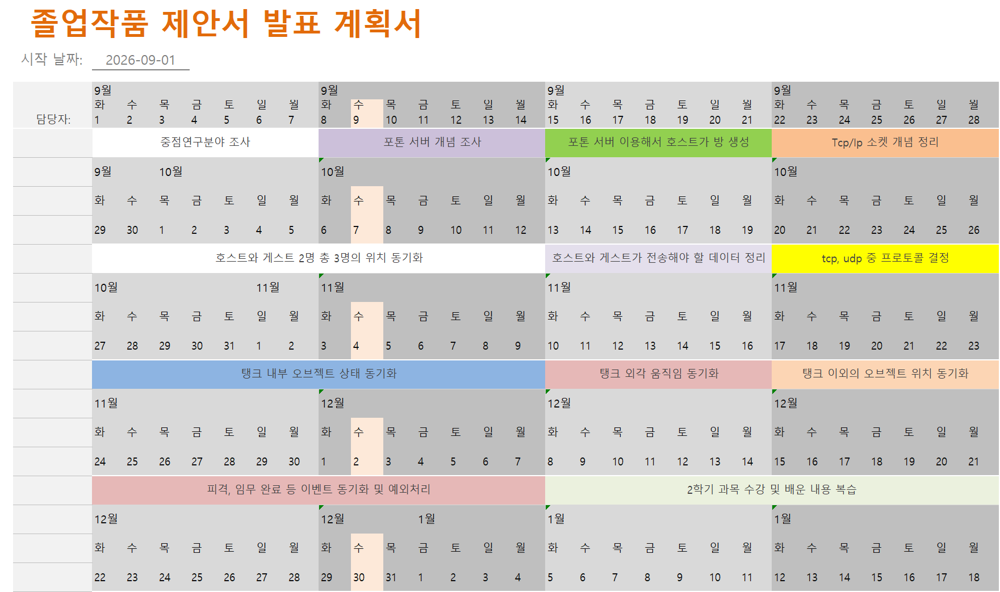 졸업작품 제안서 발표 계획서
시작 날짜: 2026-09-01
9월 9월 9월 9월
화 수 목 금 토 일 월 화 수 목 금 토 일 월 화 수 목 금 토 일 월 화 수 목 금 토 일 월
담당자: 1 2 3 4 5 6 7 8 9 10 11 12 13 14 15 16 17 18 19 20 21 22 23 24 25 26 27 28
중점연구분야 조사 포톤 서버 개념 조사 포톤 서버 이용해서 호스트가 방 생성 Tcp/Ip 소켓 개념 정리
9월 10월 10월 10월 10월
화 수 목 금 토 일 월 화 수 목 금 토 일 월 화 수 목 금 토 일 월 화 수 목 금 토 일 월
29 30 1 2 3 4 5 6 7 8 9 10 11 12 13 14 15 16 17 18 19 20 21 22 23 24 25 26
호스트와 게스트 2명 총 3명의 위치 동기화 호스트와 게스트가 전송해야 할 데이터 정리 tcp, udp 중 프로토콜 결정
10월 11월 11월 11월 11월
화 수 목 금 토 일 월 화 수 목 금 토 일 월 화 수 목 금 토 일 월 화 수 목 금 토 일 월
27 28 29 30 31 1 2 3 4 5 6 7 8 9 10 11 12 13 14 15 16 17 18 19 20 21 22 23
탱크 내부 오브젝트 상태 동기화 탱크 외각 움직임 동기화 탱크 이외의 오브젝트 위치 동기화
11월 12월 12월 12월
화 수 목 금 토 일 월 화 수 목 금 토 일 월 화 수 목 금 토 일 월 화 수 목 금 토 일 월
24 25 26 27 28 29 30 1 2 3 4 5 6 7 8 9 10 11 12 13 14 15 16 17 18 19 20 21
피격, 임무 완료 등 이벤트 동기화 및 예외처리 2학기 과목 수강 및 배운 내용 복습
12월 12월 1월 1월 1월
화 수 목 금 토 일 월 화 수 목 금 토 일 월 화 수 목 금 토 일 월 화 수 목 금 토 일 월
22 23 24 25 26 27 28 29 30 31 1 2 3 4 5 6 7 8 9 10 11 12 13 14 15 16 17 18